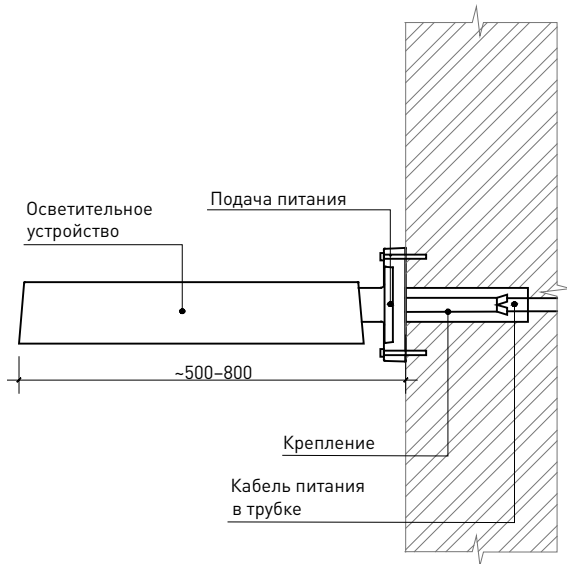 Подача питания
Осветительное
устройство
~500–800
Крепление
Кабель питания
в трубке